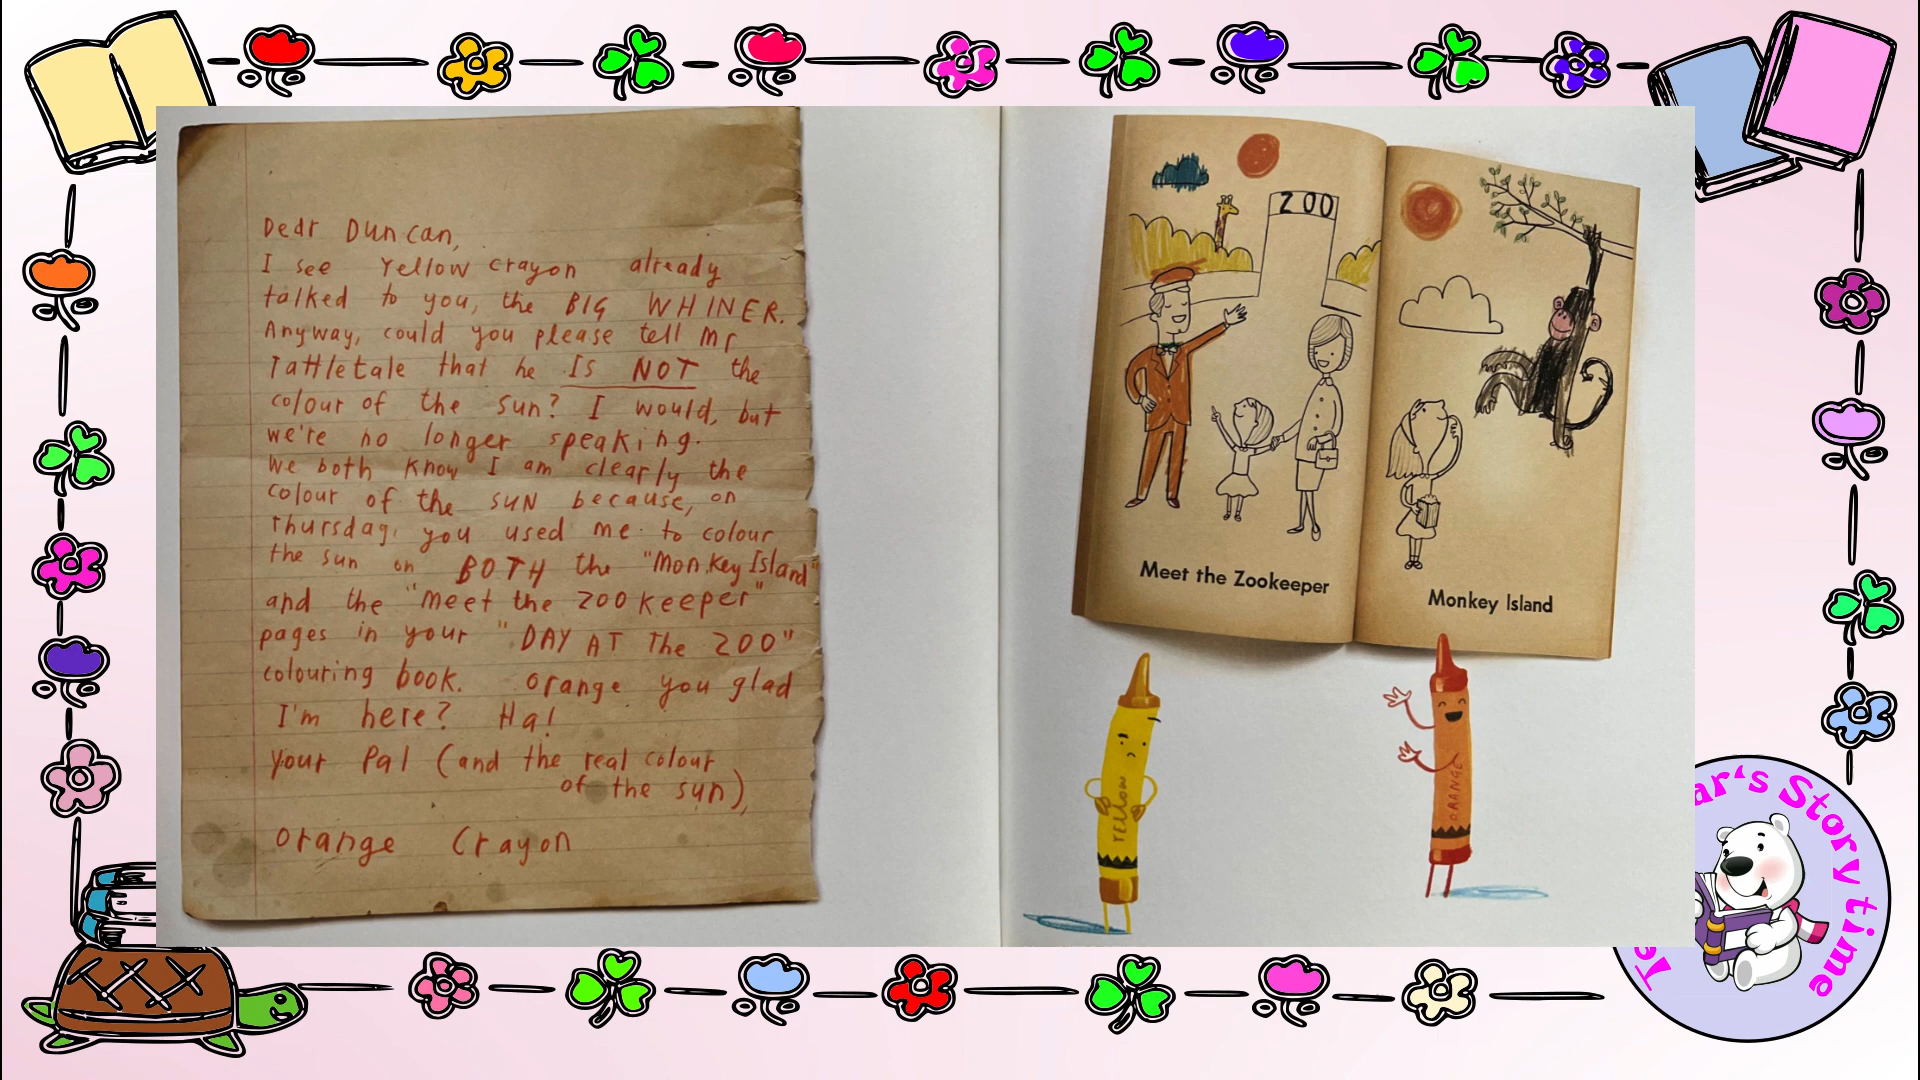 Dear Duncan,
I see Yellow crayon already
talked to you, the BIG WHINER.
Anyway, could you please tell Mr
Tattletale that he IS NOT the
colour of the sun? I would, but
we're no longer speaking.
We both know I am clearly the
colour of the SUN because, on
Thursday, you used me to colour
the sun on BOTH the "Monkey Island"
and the "Meet the Zookeeper"
pages in your "DAY AT The ZOO"
colouring book. Orange you glad
I'm here? Ha!
Your Pal (and the real colour
of the sun),
Orange Crayon
ZOO
Meet the Zookeeper
Monkey Island
YELLOW
ORANGE
ar's Story time